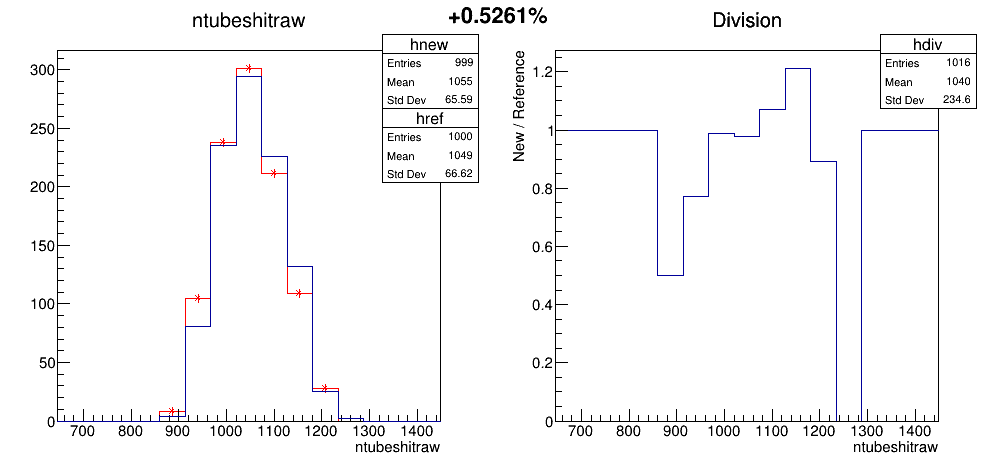 +0.5261%
ntubeshitraw
hnew
Entries 999
Mean 1055
Std Dev 65.59
href
Entries 1000
Mean 1049
Std Dev 66.62
300
250
200
150
100
50
0
700 800 900 1000 1100 1200 1300 1400
ntubeshitraw
Division
hdiv
Entries 1016
Mean 1040
Std Dev 234.6
New / Reference
1.2
1
0.8
0.6
0.4
0.2
0
700 800 900 1000 1100 1200 1300 1400
ntubeshitraw